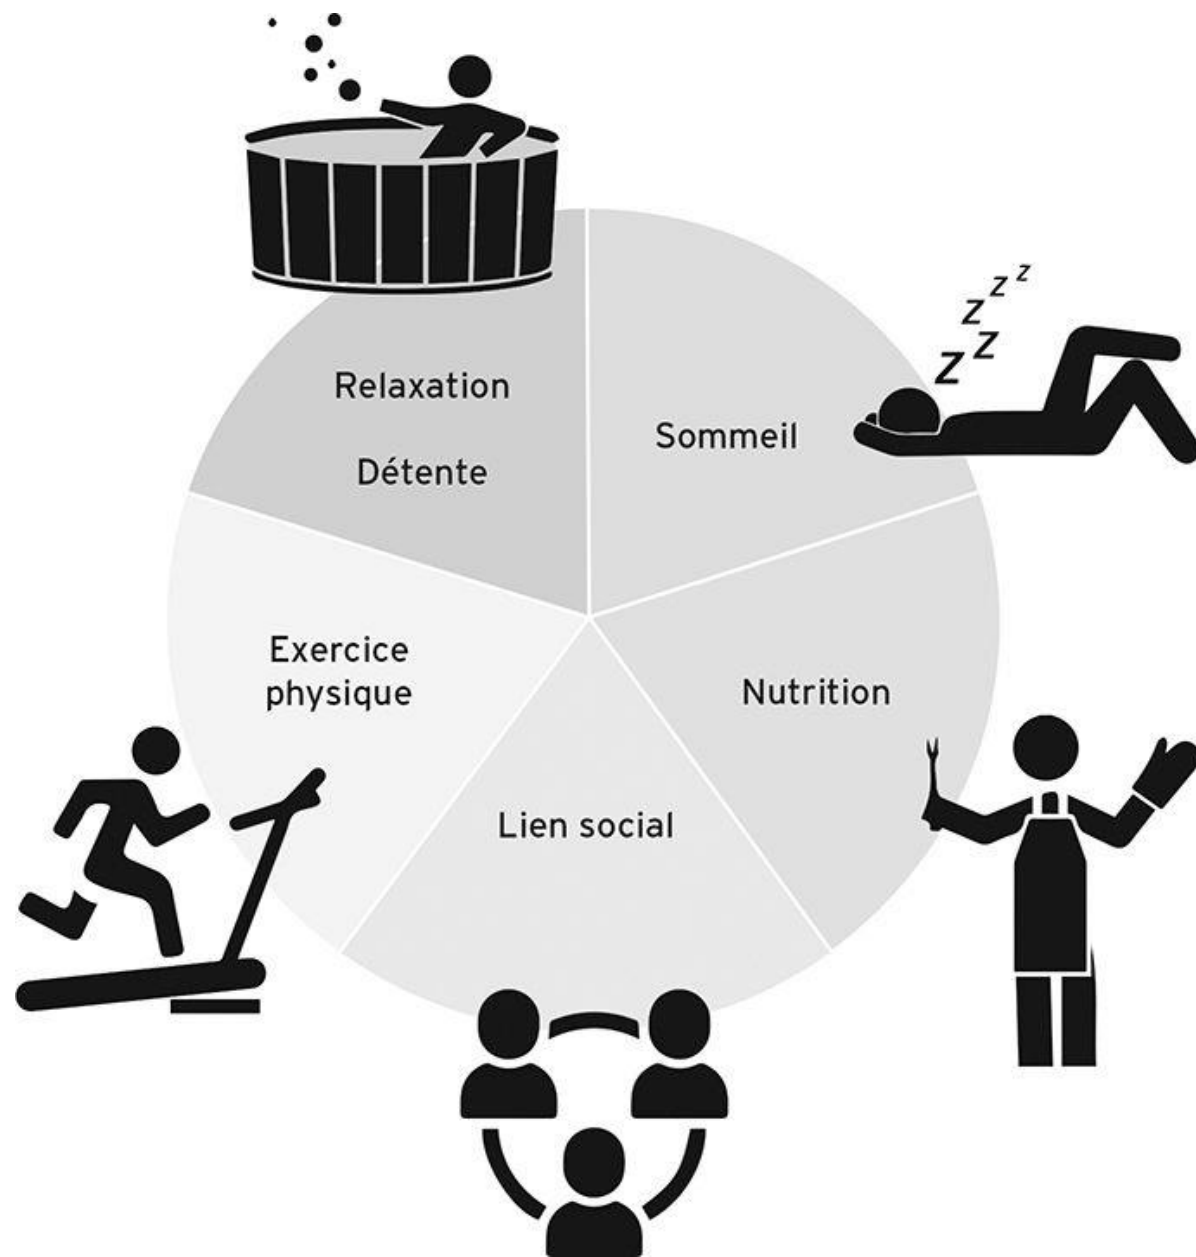 z
z
z
z
z
Relaxation
Détente
Sommeil
Exercice
physique
Nutrition
Lien social